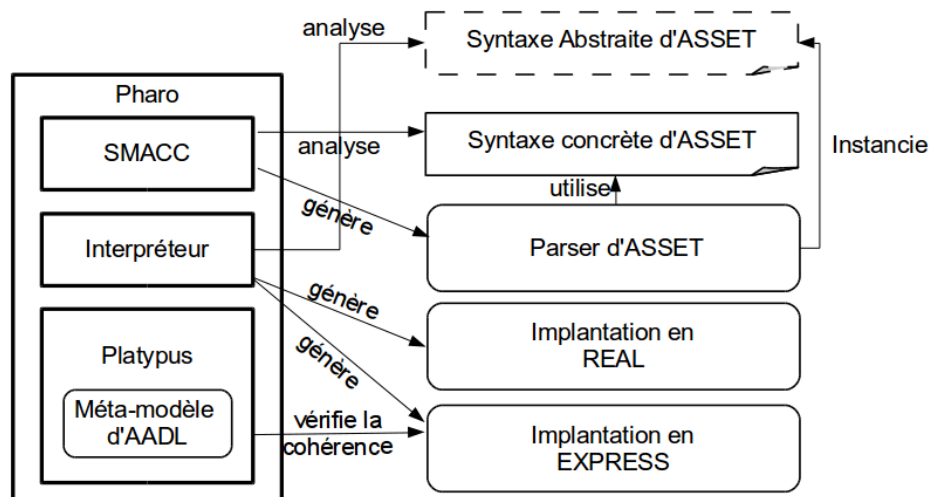 analyse
Syntaxe Abstraite d'ASSET
Pharo
SMACC
analyse
Syntaxe concrète d'ASSET
Instancie
utilise
génère
Interpréteur
Parser d'ASSET
génère
Implantation en
REAL
génère
Platypus
Méta-modèle
d'AADL
vérifie la
cohérence
Implantation en
EXPRESS